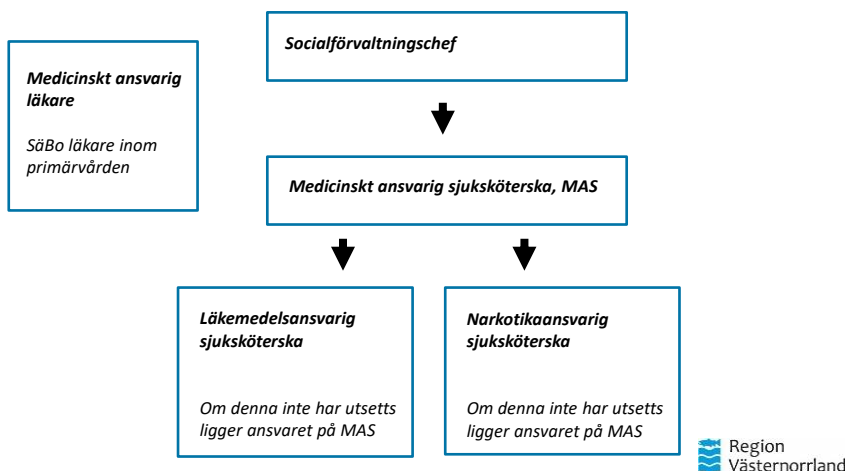 Socialförvaltningschef
Medicinskt ansvarig
läkare
SäBo läkare inom
primärvården
Medicinskt ansvarig sjuksköterska, MAS
Läkemedelsansvarig
sjuksköterska
Om denna inte har utsetts
ligger ansvaret på MAS
Narkotikaansvarig
sjuksköterska
Om denna inte har utsetts
ligger ansvaret på MAS
Region
Västernorrland